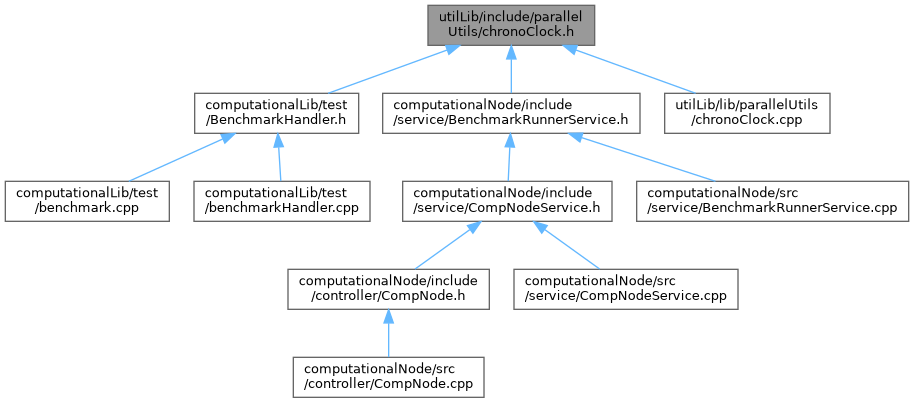 utilLib/include/parallel
Utils/chronoClock.h
computationalLib/test
/BenchmarkHandler.h
computationalNode/include
/service/BenchmarkRunnerService.h
utilLib/lib/parallelUtils
/chronoClock.cpp
computationalLib/test
/benchmark.cpp
computationalLib/test
/benchmarkHandler.cpp
computationalNode/include
/service/CompNodeService.h
computationalNode/src
/service/BenchmarkRunnerService.cpp
computationalNode/include
/controller/CompNode.h
computationalNode/src
/service/CompNodeService.cpp
computationalNode/src
/controller/CompNode.cpp